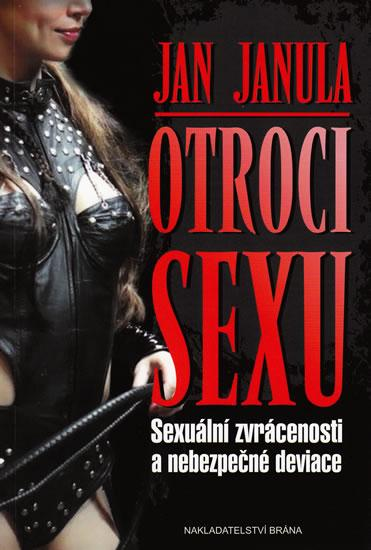 JAN JANULA
OTROCI
SEXU
Sexuální zvrácenosti
a nebezpečné deviace
NAKLADATELSTVÍ BRÁNA